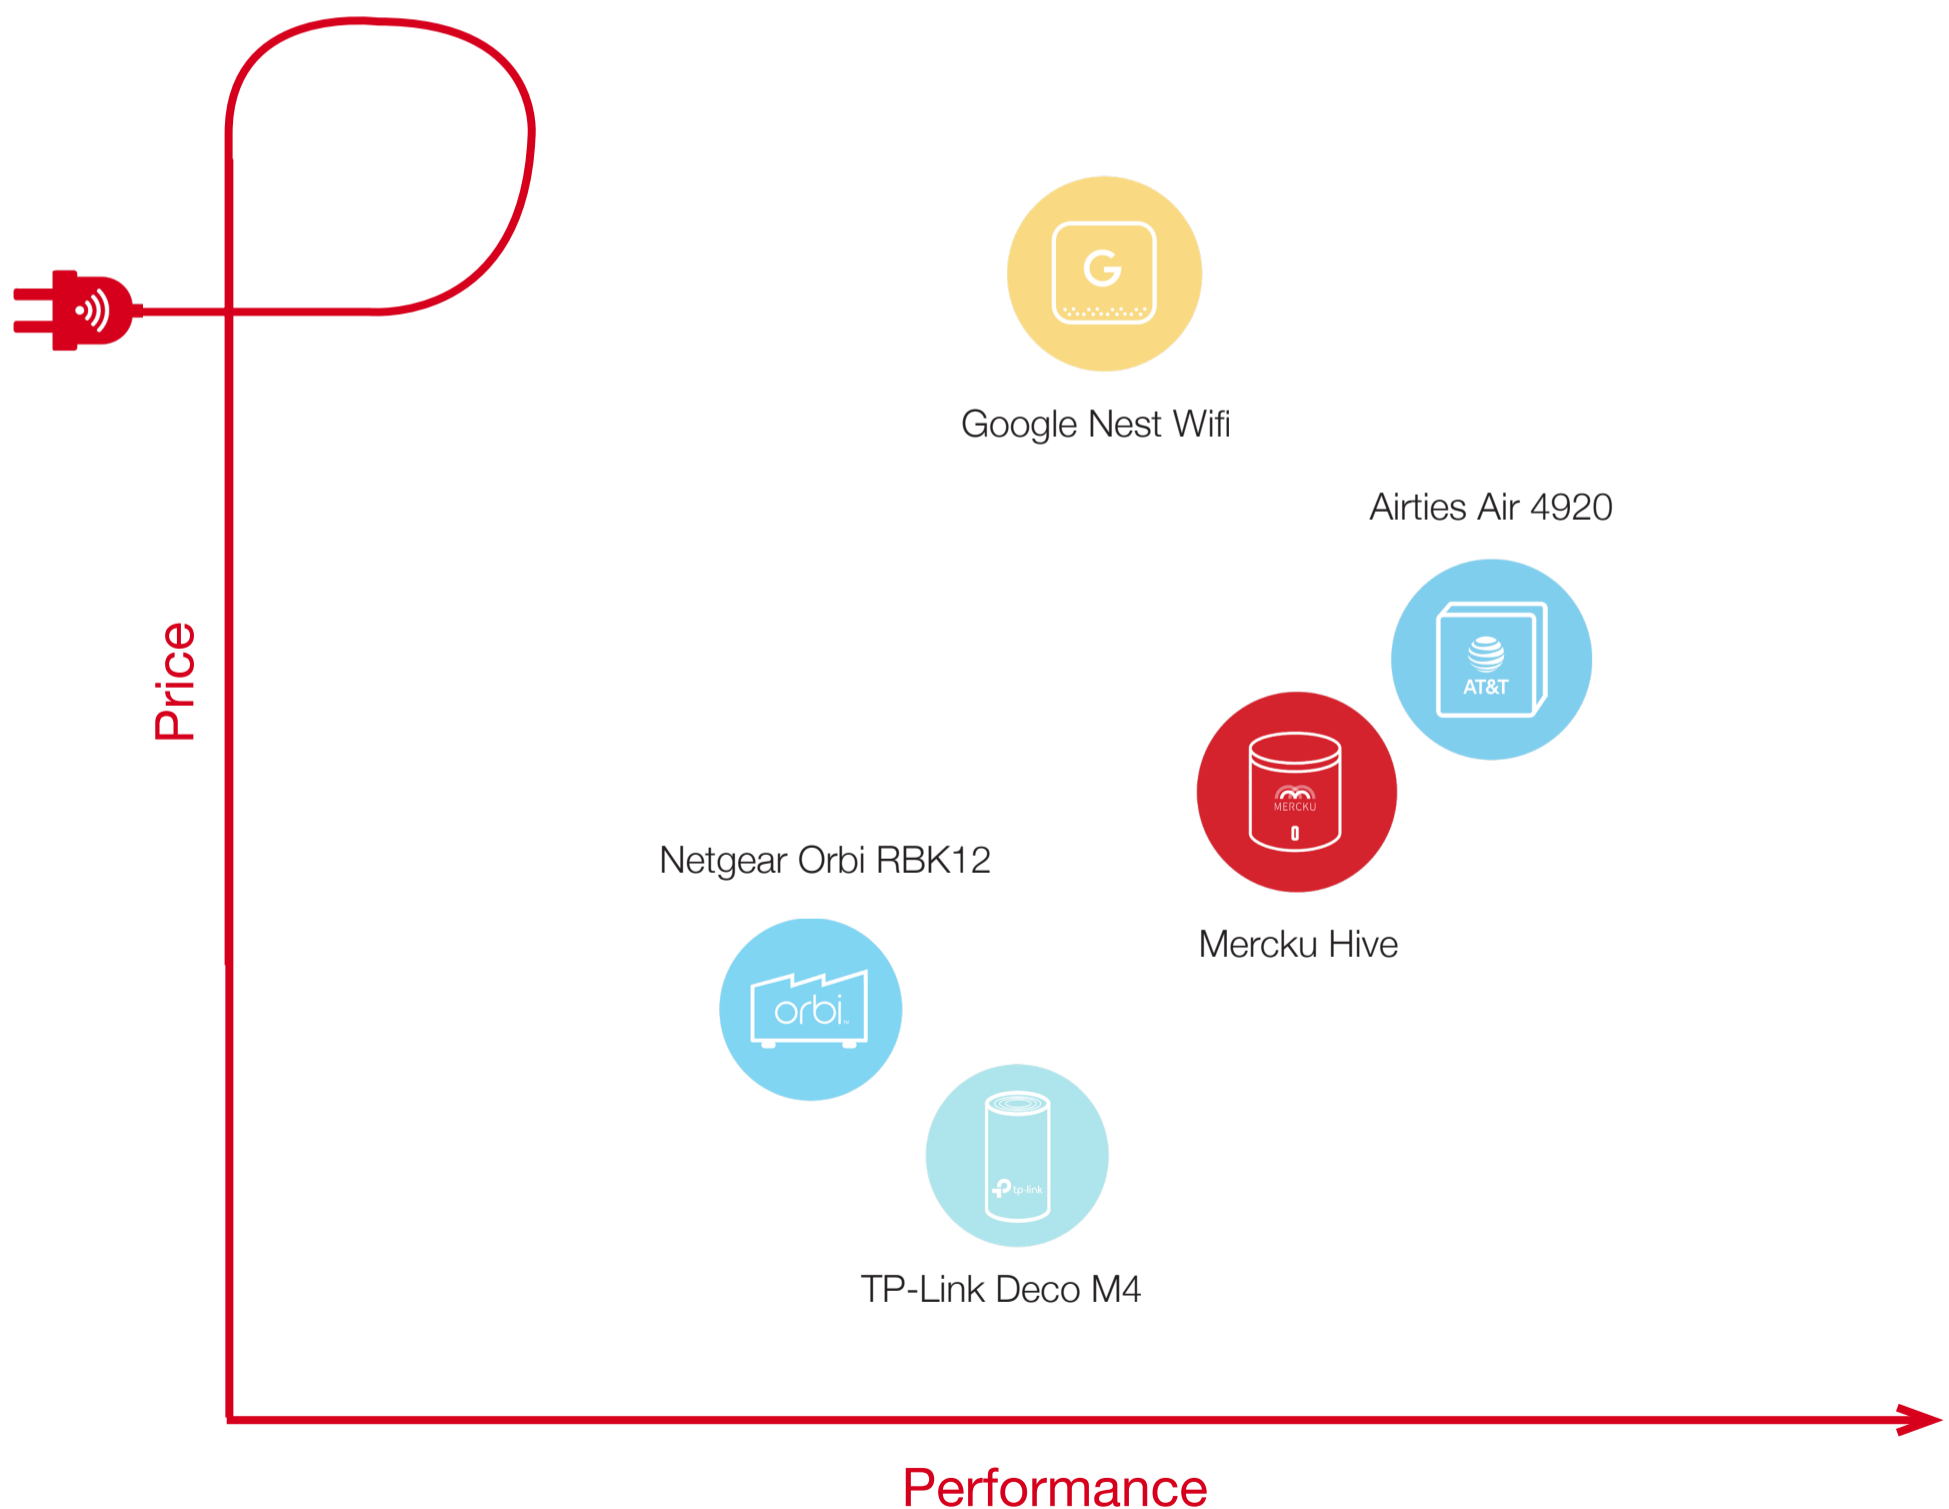 G
Google Nest Wifi
Airties Air 4920
AT&T
Price
MERCKU
Netgear Orbi RBK12
Mercku Hive
orbi™
tp-link
TP-Link Deco M4
Performance